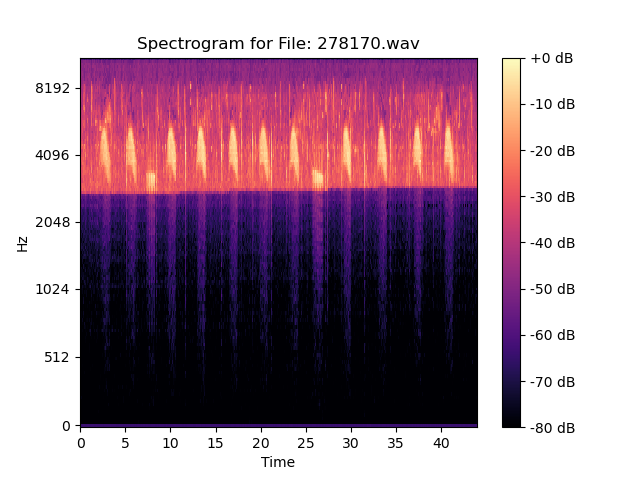 Spectrogram for File: 278170.wav
Hz
8192
4096
2048
1024
512
0
0 5 10 15 20 25 30 35 40
Time
+0 dB
-10 dB
-20 dB
-30 dB
-40 dB
-50 dB
-60 dB
-70 dB
-80 dB